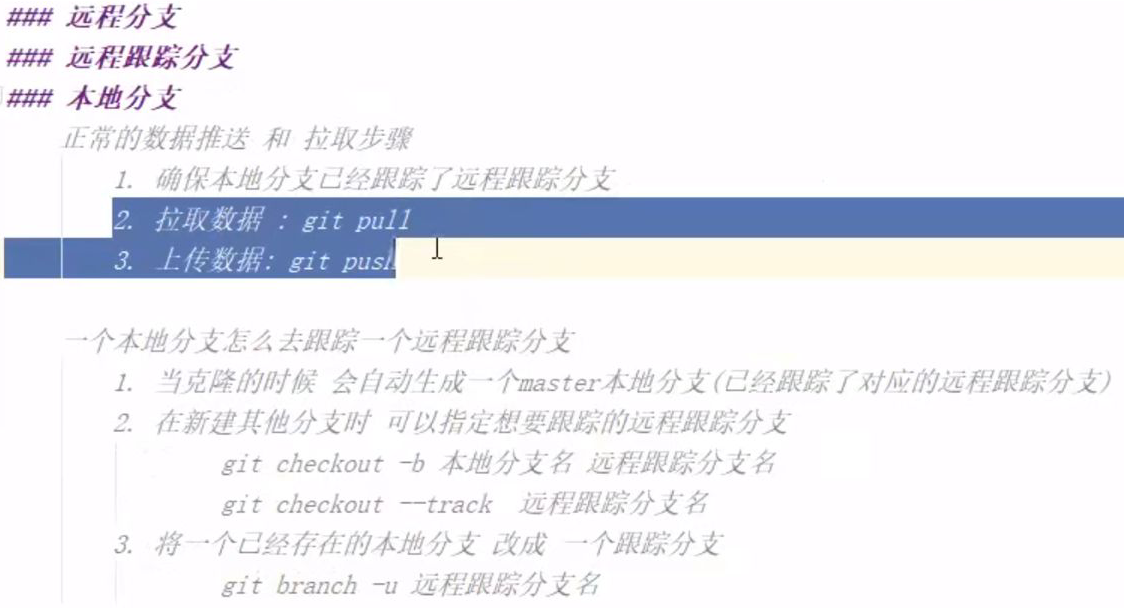 ### 远程分支
### 远程跟踪分支
### 本地分支
正常的数据推送 和 拉取步骤
1. 确保本地分支已经跟踪了远程跟踪分支
2. 拉取数据 : git pull
3. 上传数据: git push
一个本地分支怎么去跟踪一个远程跟踪分支
1. 当克隆的时候 会自动生成一个master本地分支(已经跟踪了对应的远程跟踪分支)
2. 在新建其他分支时 可以指定想要跟踪的远程跟踪分支
git checkout -b 本地分支名 远程跟踪分支名
git checkout --track 远程跟踪分支名
3. 将一个已经存在的本地分支 改成 一个跟踪分支
git branch -u 远程跟踪分支名